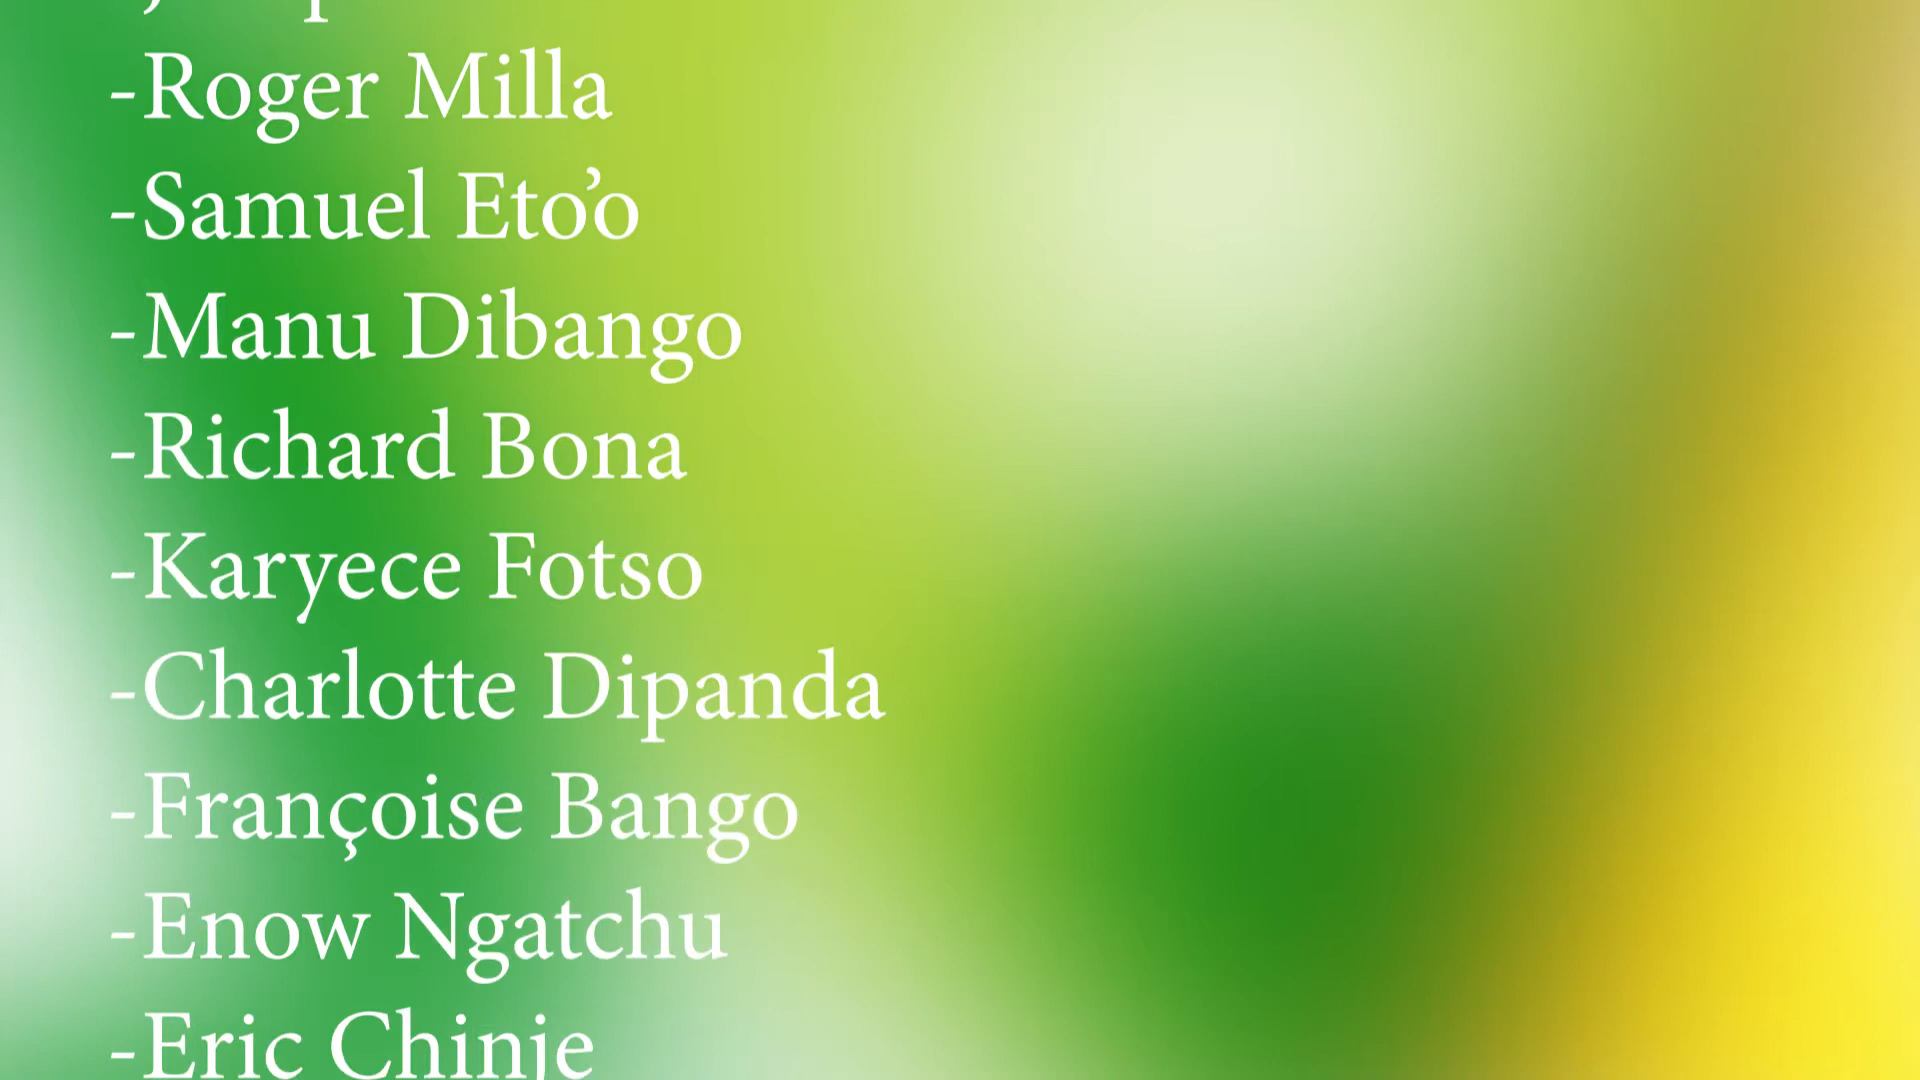 -Roger Milla
-Samuel Eto’o
-Manu Dibango
-Richard Bona
-Karyece Fotso
-Charlotte Dipanda
-Françoise Bango
-Enow Ngatchu
-Eric Chinje